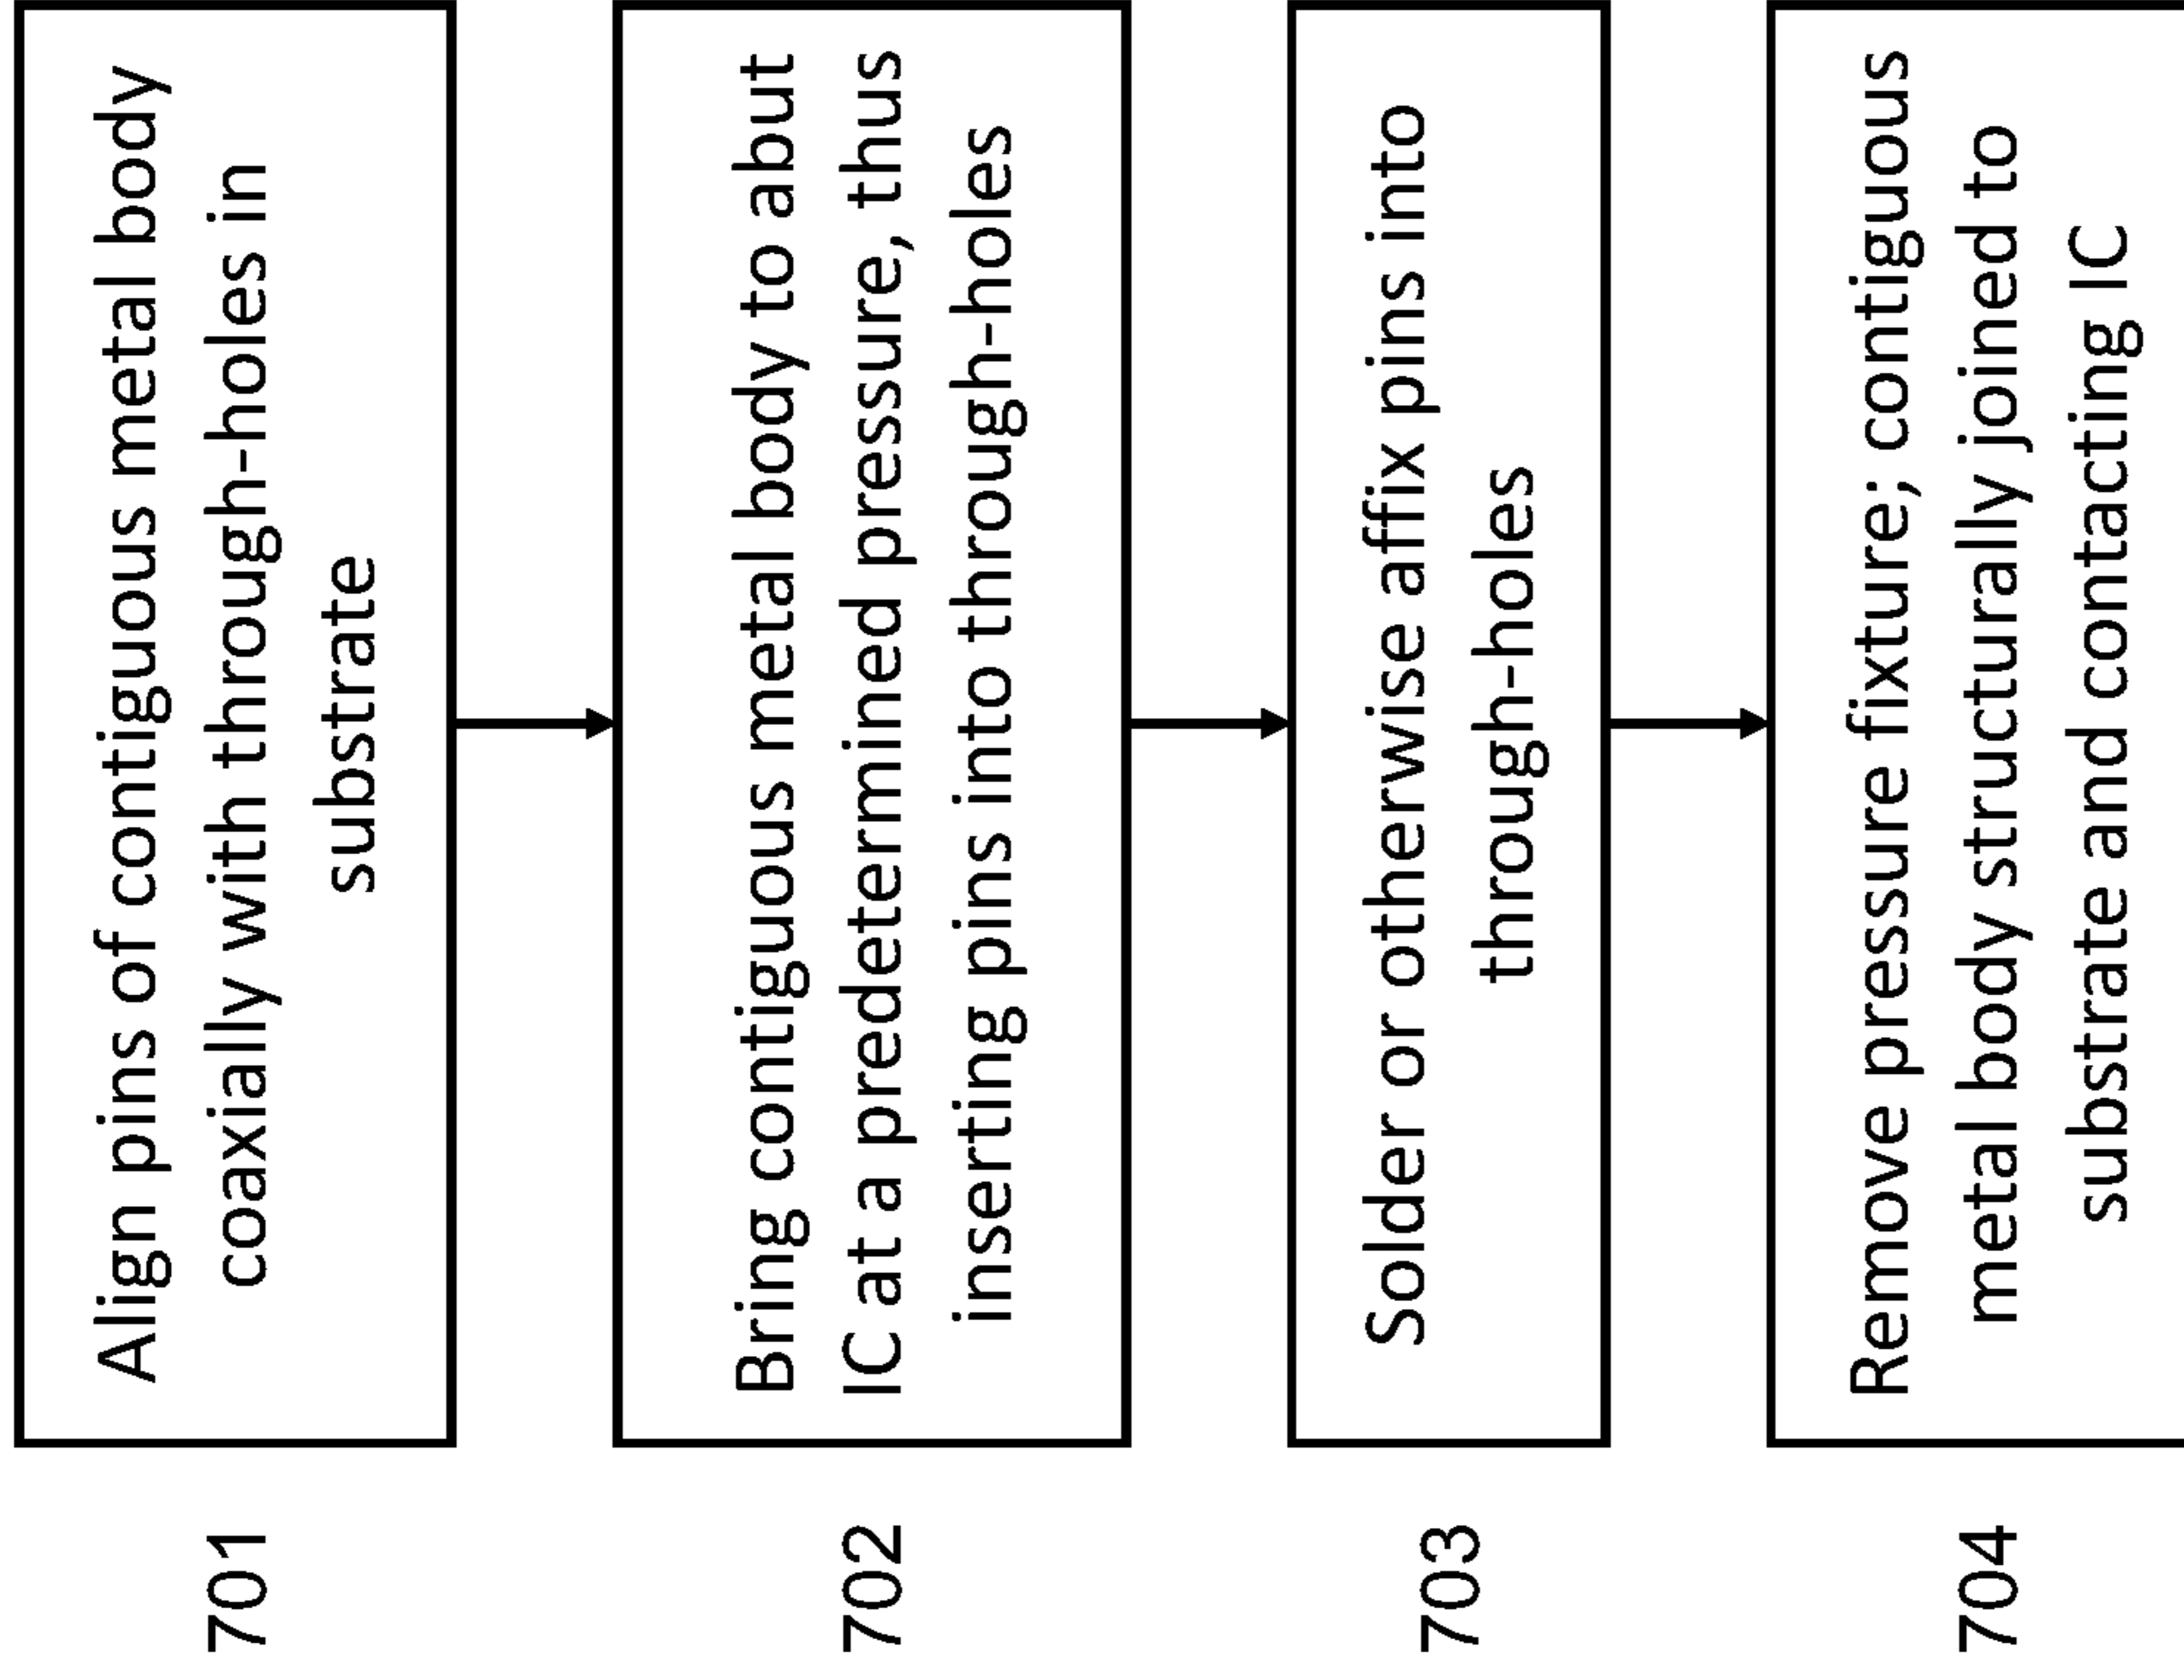 701
Align pins of contiguous metal body
coaxially with through-holes in
substrate
702
Bring contiguous metal body to abut
IC at a predetermined pressure, thus
inserting pins into through-holes
703
Solder or otherwise affix pins into
through-holes
704
Remove pressure fixture; contiguous
metal body structurally joined to
substrate and contacting IC